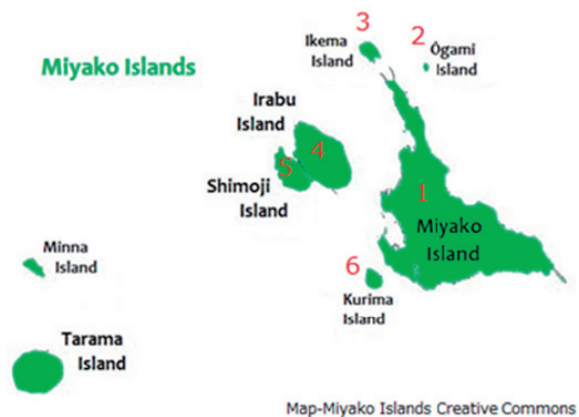 3
Ikema
Island
2
Ōgami
Island
Miyako Islands
Irabu
Island
4
5
Shimoji
Island
1
Miyako
Island
Minna
Island
6
Kurima
Island
Tarama
Island
Map-Miyako Islands Creative Commons